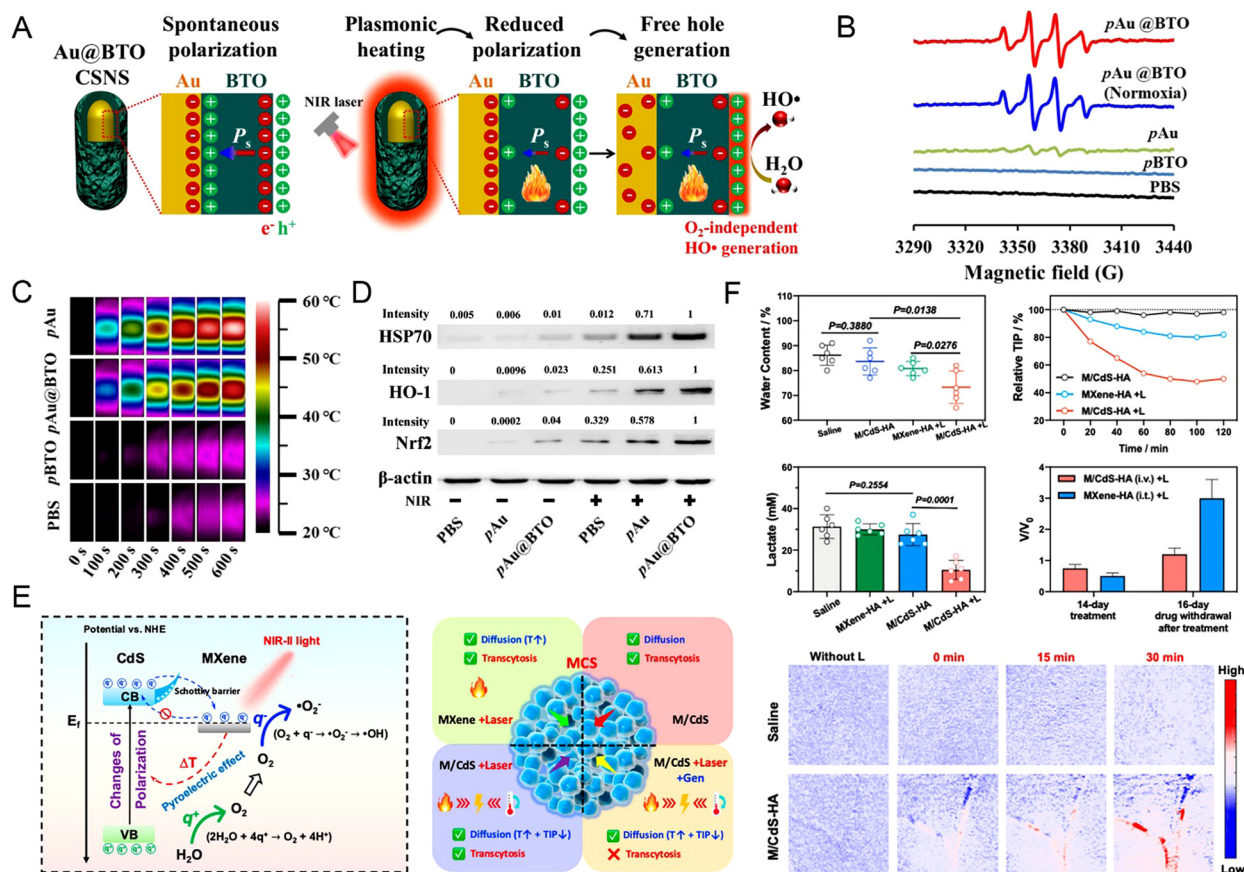 A
Au@BTO
CSNS
Spontaneous
polarization
Au BTO
Ps
e- h+
Plasmonic
heating
NIR laser
Reduced
polarization
Au BTO
Ps
Free hole
generation
Au BTO
Ps
HO•
H2O
O2-independent
HO• generation
B
pAu @BTO
pAu @BTO
(Normoxia)
pAu
pBTO
PBS
3290 3320 3350 3380 3410 3440
Magnetic field (G)
C
pAu
pAu@BTO
pBTO
PBS
0 s
100 s
200 s
300 s
400 s
500 s
600 s
60 °C
50 °C
40 °C
30 °C
20 °C
D
Intensity 0.005 0.006 0.01 0.012 0.71 1
HSP70
Intensity 0 0.0096 0.023 0.251 0.613 1
HO-1
Intensity 0 0.0002 0.04 0.329 0.578 1
Nrf2
β-actin
NIR − − − + + +
PBS
pAu
pAu@BTO
PBS
pAu
pAu@BTO
E
Potential vs. NHE
CdS
MXene
NIR-II light
CB
Schottky barrier
Ef
q-
•O2-
(O2 + q- → •O2- → •OH)
ΔT
Pyroelectric effect
O2
Changes of
Polarization
q+
O2
VB
(2H2O + 4q+ → O2 + 4H+)
H2O
Diffusion (T↑)
Transcytosis
MXene +Laser
MCS
Diffusion
Transcytosis
M/CdS
M/CdS +Laser
Diffusion (T↑ + TIP↓)
Transcytosis
M/CdS +Laser
+Gen
Diffusion (T↑ + TIP↓)
Transcytosis
F
Water Content / %
110
100
90
80
70
60
P=0.0138
P=0.3880
P=0.0276
Saline
M/CdS-HA
MXene-HA +L
M/CdS-HA +L
Relative TIP / %
100
80
60
40
20
0
M/CdS-HA
MXene-HA +L
M/CdS-HA +L
0 20 40 60 80 100 120
Time / min
Lactate (mM)
60
40
20
0
P=0.2554
P=0.0001
Saline
MXene-HA +L
M/CdS-HA
M/CdS-HA +L
V/V0
6
4
2
0
M/CdS-HA (i.v.) +L
MXene-HA (i.t.) +L
14-day
treatment
16-day
drug withdrawal
after treatment
Without L
0 min
15 min
30 min
Saline
M/CdS-HA
High
Low